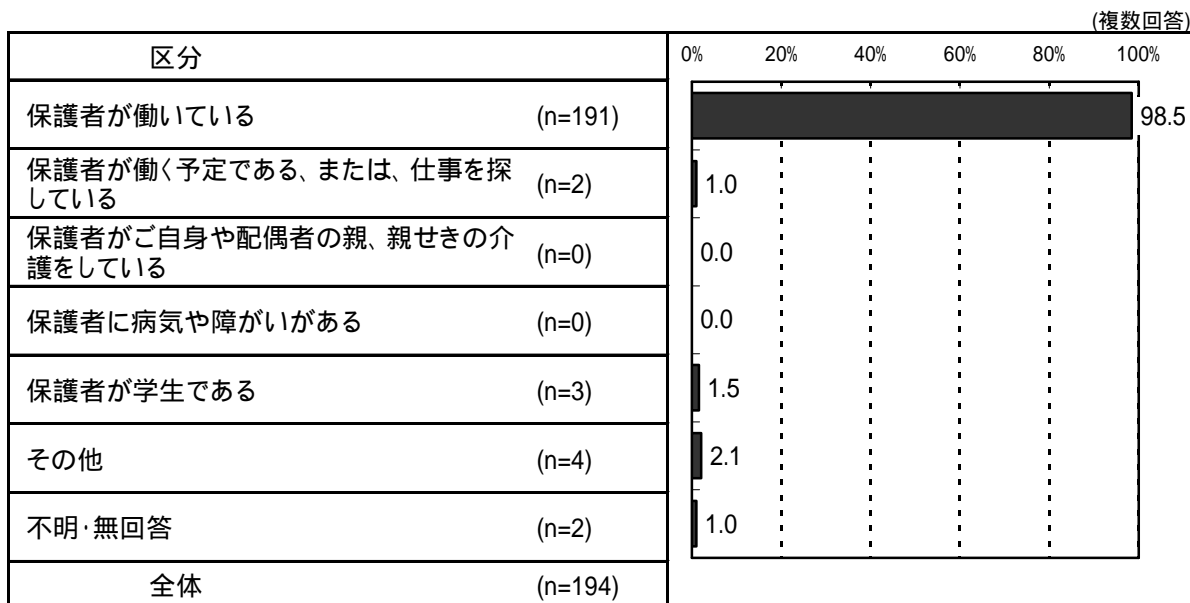 (複数回答)
区分
0% 20% 40% 60% 80% 100%
保護者が働いている (n=191) 98.5
保護者が働く予定である、または、仕事を探
している (n=2) 1.0
保護者がご自身や配偶者の親、親せきの介
護をしている (n=0) 0.0
保護者に病気や障がいがある (n=0) 0.0
保護者が学生である (n=3) 1.5
その他 (n=4) 2.1
不明・無回答 (n=2) 1.0
全体 (n=194)